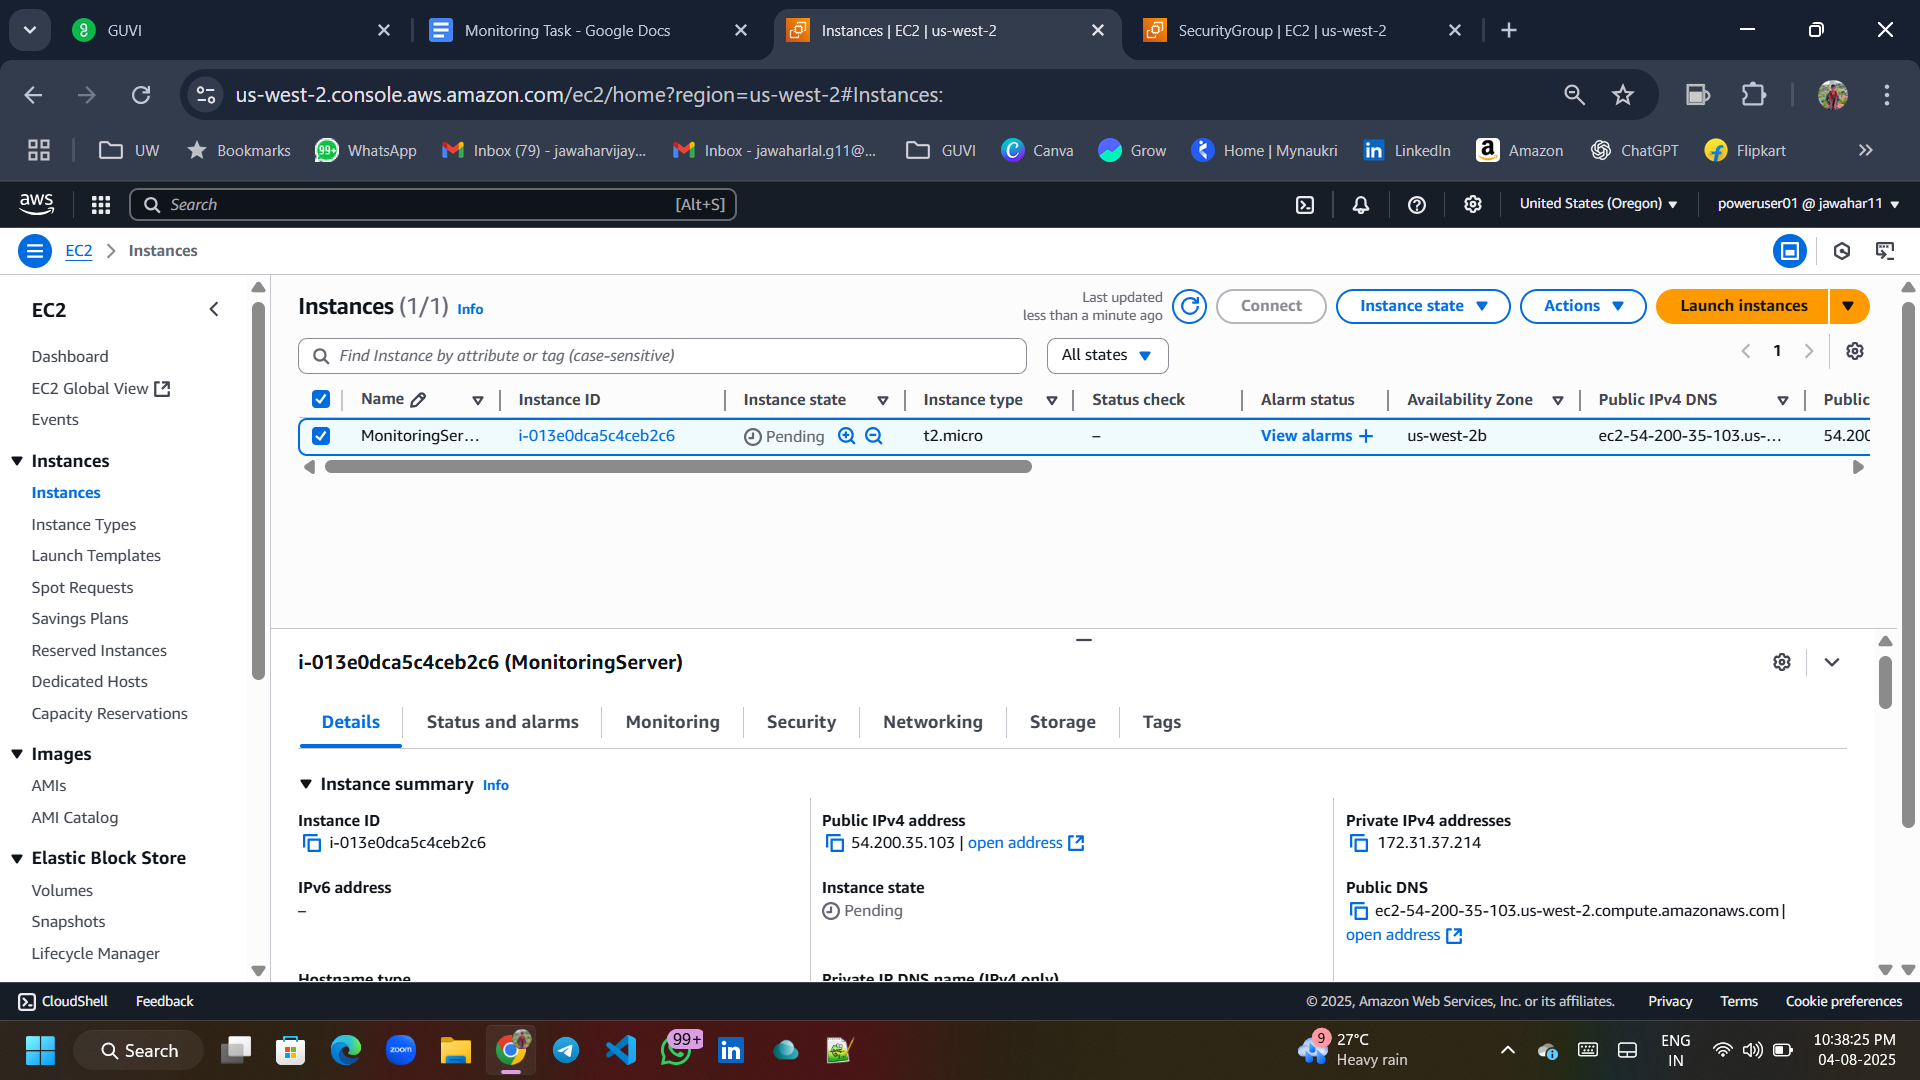 GUVI
Monitoring Task - Google Docs
Instances | EC2 | us-west-2
SecurityGroup | EC2 | us-west-2
us-west-2.console.aws.amazon.com/ec2/home?region=us-west-2#Instances:
UW
Bookmarks
99+
WhatsApp
Inbox (79) - jawaharvijay...
Inbox - jawaharlal.g11@...
GUVI
Canva
Grow
Home | Mynaukri
LinkedIn
Amazon
ChatGPT
Flipkart
aws
Search
[Alt+S]
United States (Oregon)
poweruser01 @ jawahar11
EC2
Instances
EC2
Dashboard
EC2 Global View
Events
Instances
Instances
Instance Types
Launch Templates
Spot Requests
Savings Plans
Reserved Instances
Dedicated Hosts
Capacity Reservations
Images
AMIs
AMI Catalog
Elastic Block Store
Volumes
Snapshots
Lifecycle Manager
Instances (1/1) Info
Last updated
less than a minute ago
Connect
Instance state
Actions
Launch instances
Find Instance by attribute or tag (case-sensitive)
All states
1
Name
Instance ID
Instance state
Instance type
Status check
Alarm status
Availability Zone
Public IPv4 DNS
Public
MonitoringSer...
i-013e0dca5c4ceb2c6
Pending
t2.micro
–
View alarms +
us-west-2b
ec2-54-200-35-103.us-...
54.200
i-013e0dca5c4ceb2c6 (MonitoringServer)
Details
Status and alarms
Monitoring
Security
Networking
Storage
Tags
Instance summary Info
Instance ID
i-013e0dca5c4ceb2c6
Public IPv4 address
54.200.35.103 | open address
Private IPv4 addresses
172.31.37.214
IPv6 address
–
Instance state
Pending
Public DNS
ec2-54-200-35-103.us-west-2.compute.amazonaws.com |
open address
Hostname type
Private IP DNS name (IPv4 only)
CloudShell
Feedback
© 2025, Amazon Web Services, Inc. or its affiliates.
Privacy
Terms
Cookie preferences
Search
zoom
99+
9
27°C
Heavy rain
ENG
IN
10:38:25 PM
04-08-2025